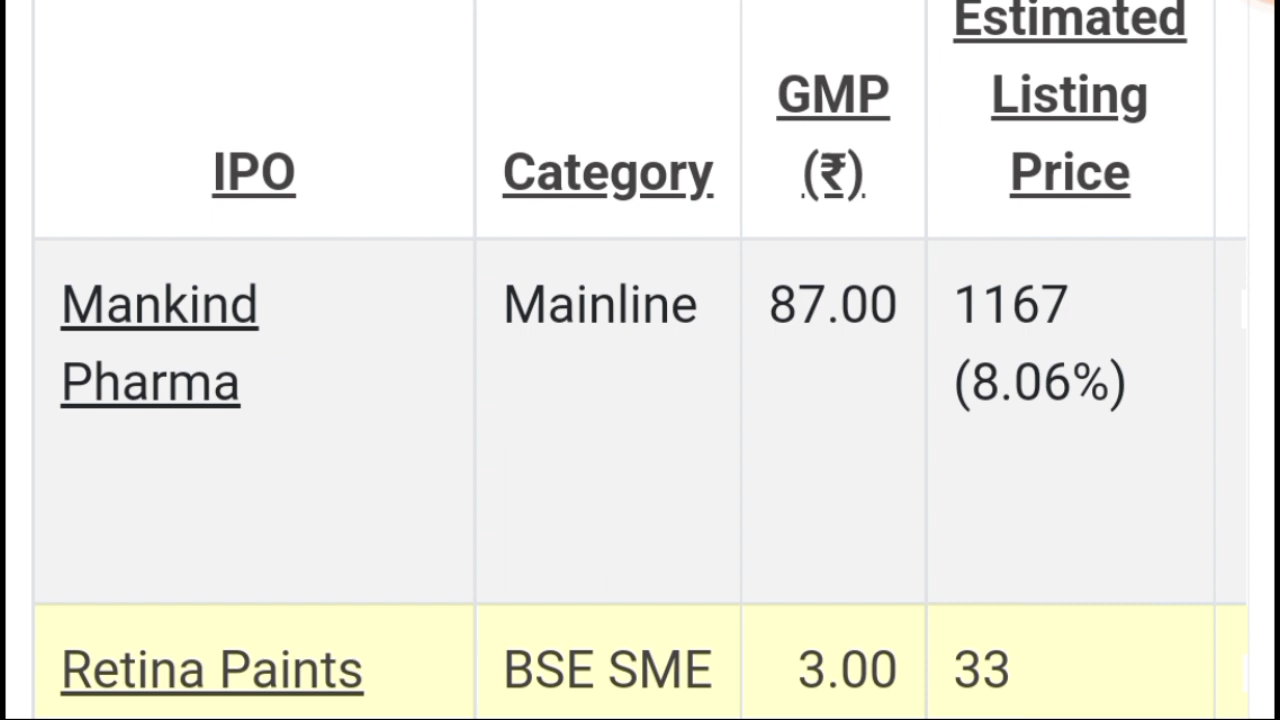 IPO
Category
GMP
(₹)
Estimated
Listing
Price
Mankind
Pharma
Mainline
87.00
1167
(8.06%)
Retina Paints
BSE SME
3.00
33